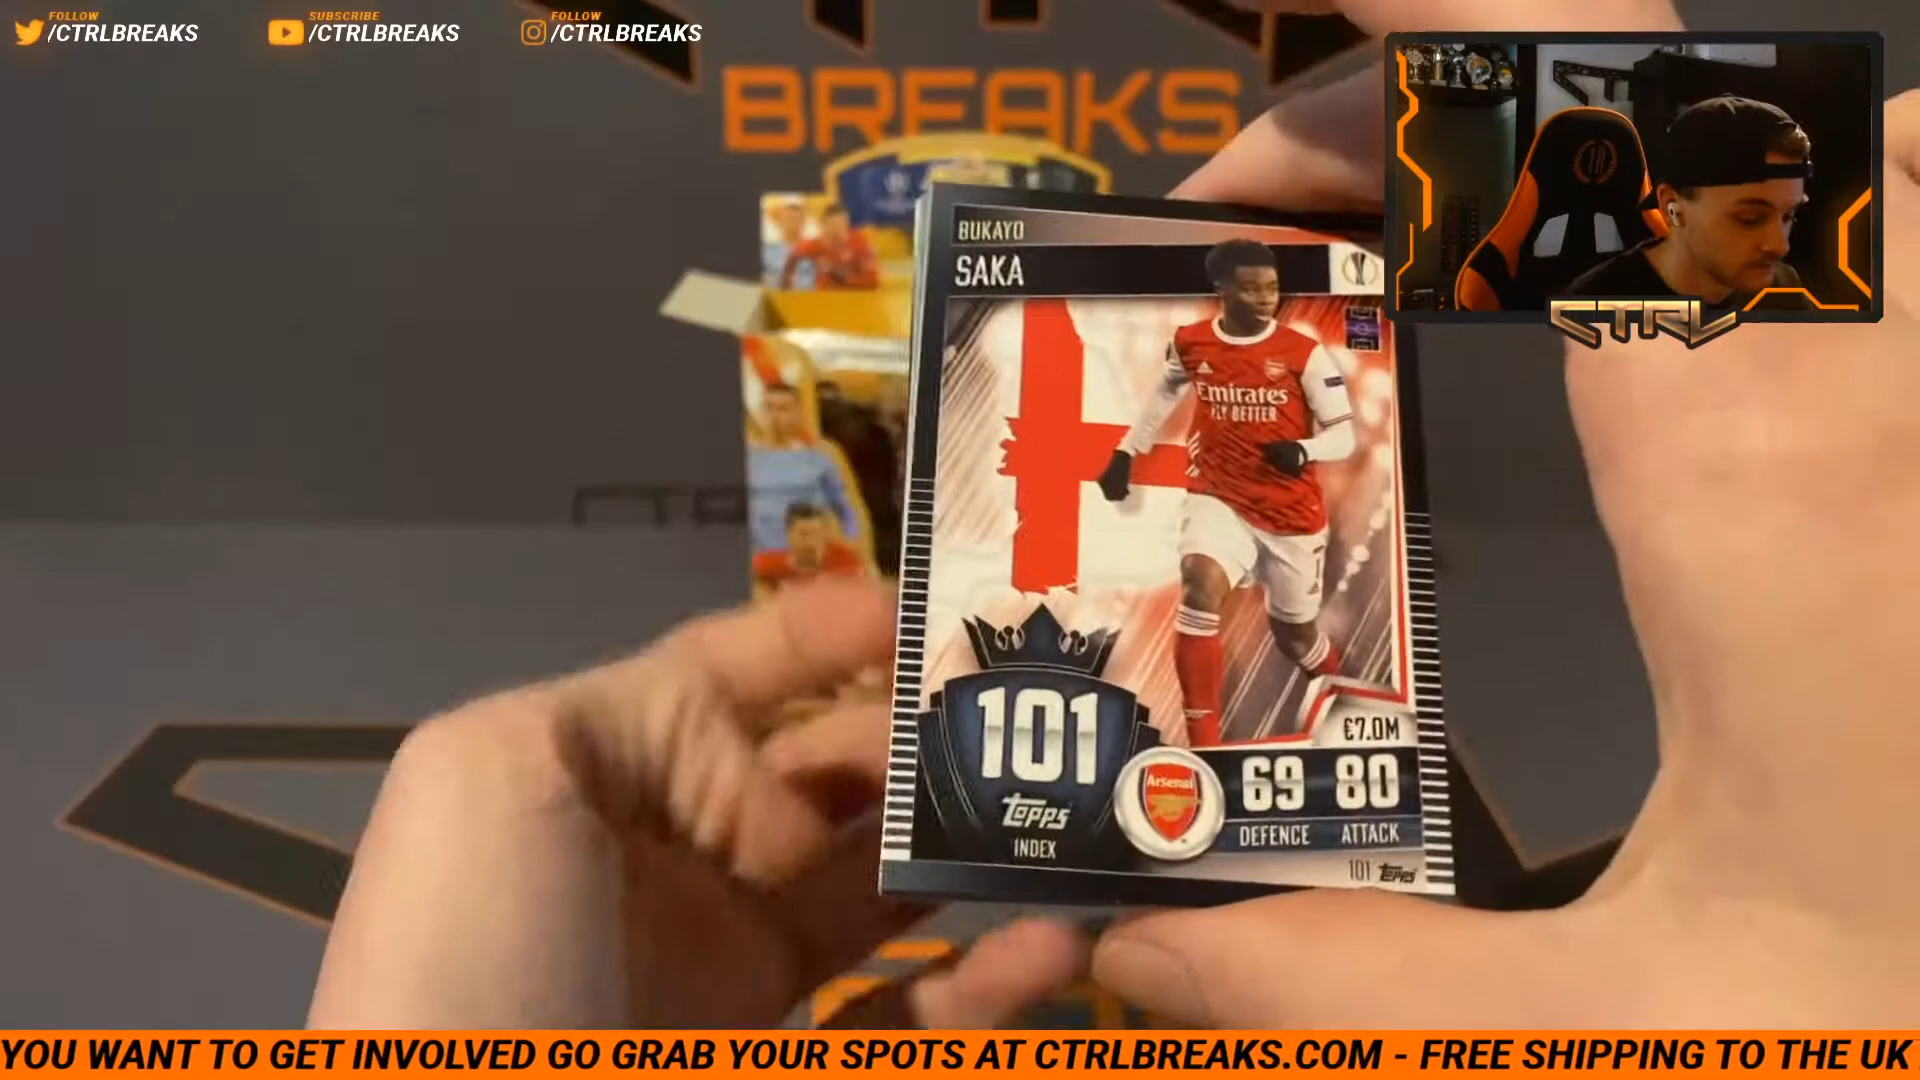 FOLLOW
/CTRLBREAKS
SUBSCRIBE
/CTRLBREAKS
FOLLOW
/CTRLBREAKS
BREAKS
BUKAYO
SAKA
Emirates
FLY BETTER
101
Topps
INDEX
Arsenal
€7.0M
69
DEFENCE
80
ATTACK
101 Topps
CTRL
YOU WANT TO GET INVOLVED GO GRAB YOUR SPOTS AT CTRLBREAKS.COM - FREE SHIPPING TO THE UK